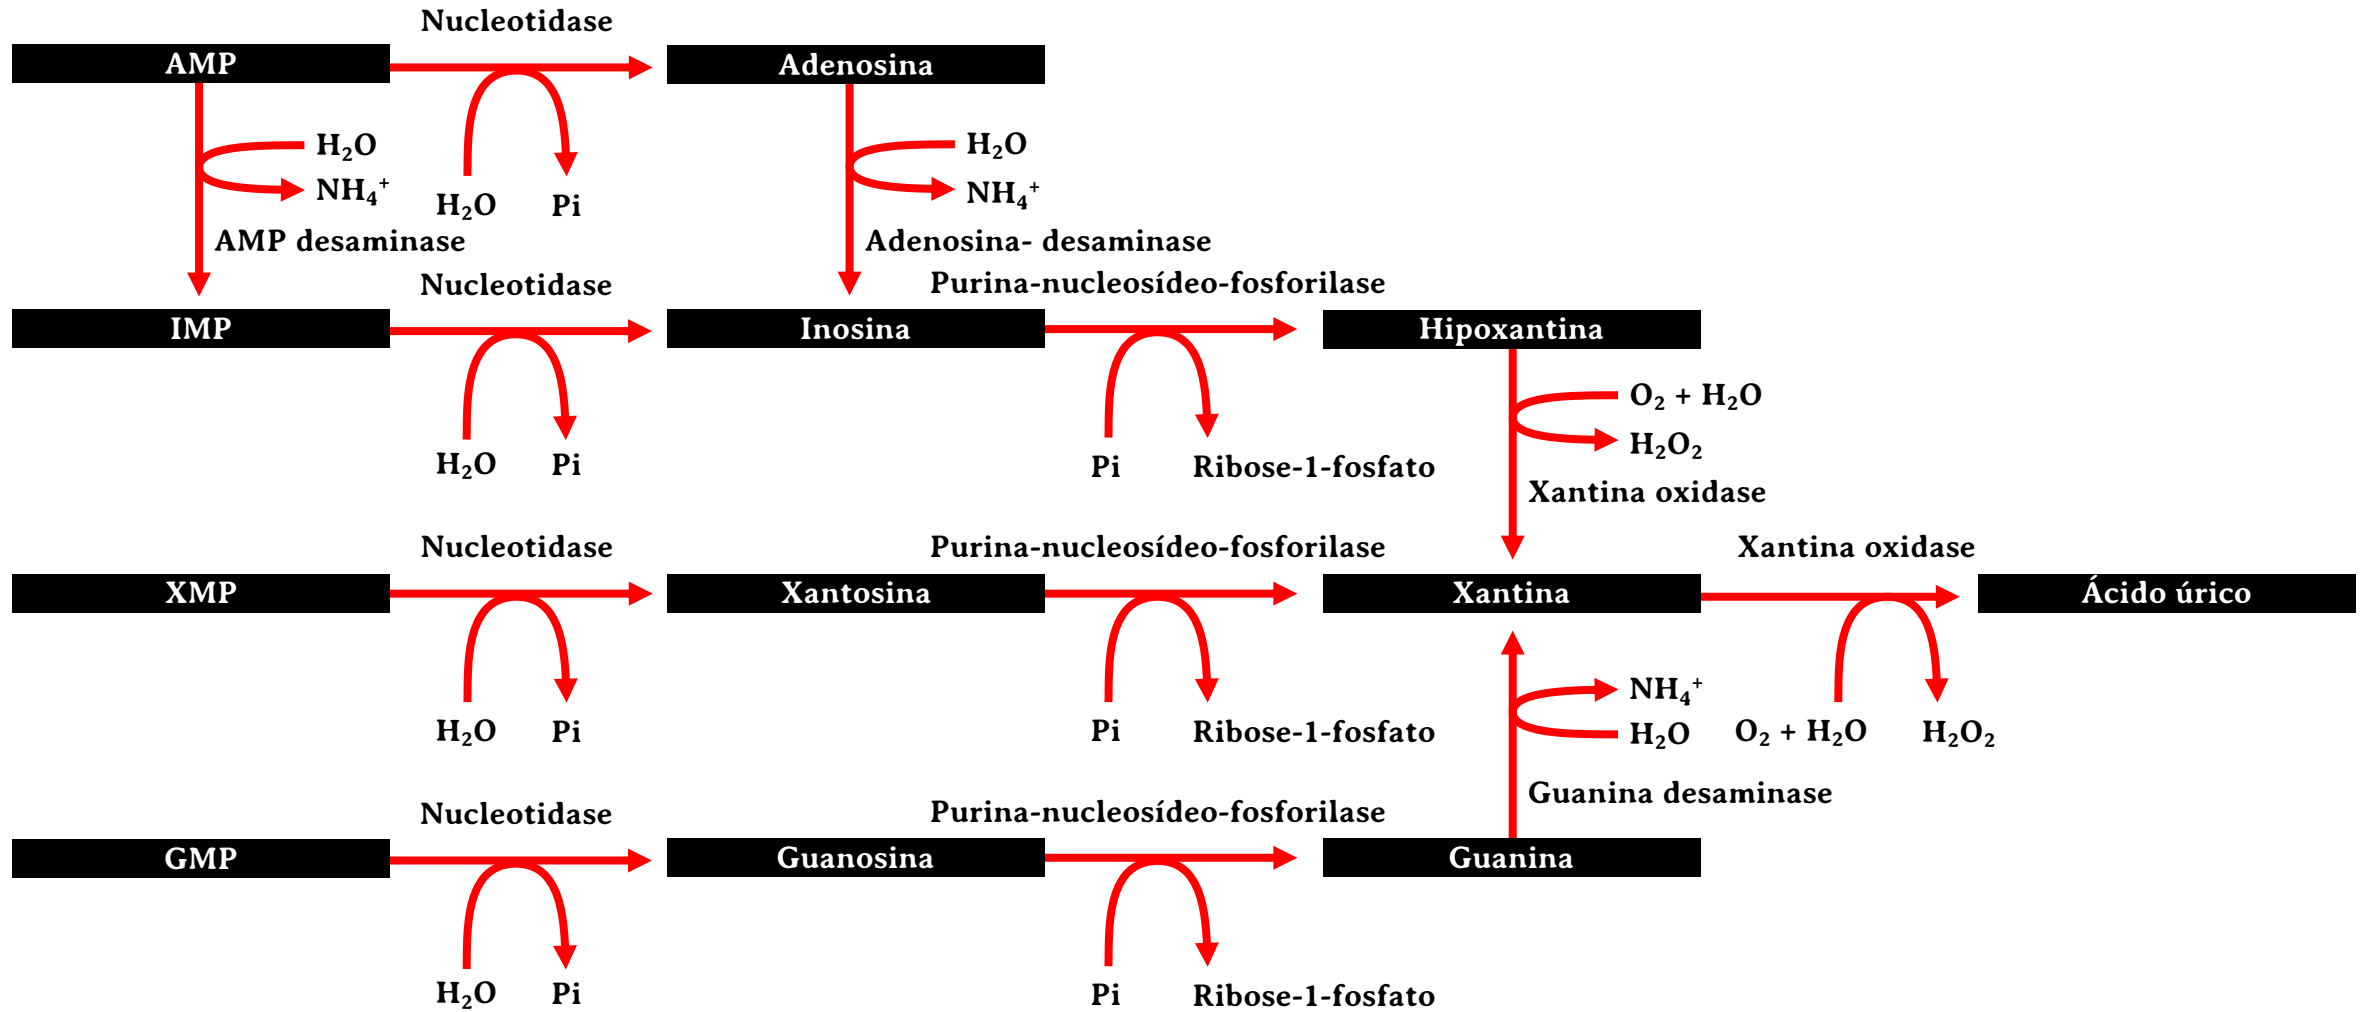 Nucleotidase
AMP
Adenosina
H₂O
NH₄⁺
H₂O
Pi
H₂O
NH₄⁺
AMP desaminase
Adenosina- desaminase
Nucleotidase
Purina-nucleosídeo-fosforilase
IMP
Inosina
Hipoxantina
H₂O
Pi
Pi
Ribose-1-fosfato
O₂ + H₂O
H₂O₂
Xantina oxidase
Nucleotidase
Purina-nucleosídeo-fosforilase
Xantina oxidase
XMP
Xantosina
Xantina
Ácido úrico
H₂O
Pi
Pi
Ribose-1-fosfato
NH₄⁺
H₂O
O₂ + H₂O
H₂O₂
Guanina desaminase
Nucleotidase
Purina-nucleosídeo-fosforilase
GMP
Guanosina
Guanina
H₂O
Pi
Pi
Ribose-1-fosfato